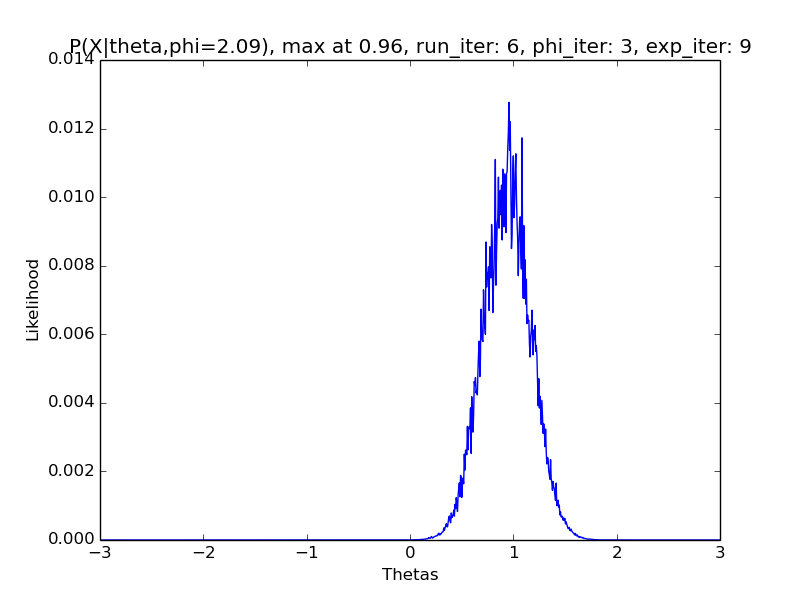 P(X|theta,phi=2.09), max at 0.96, run_iter: 6, phi_iter: 3, exp_iter: 9
0.014
0.012
0.010
0.008
0.006
0.004
0.002
0.000
Likelihood
−3 −2 −1 0 1 2 3
Thetas